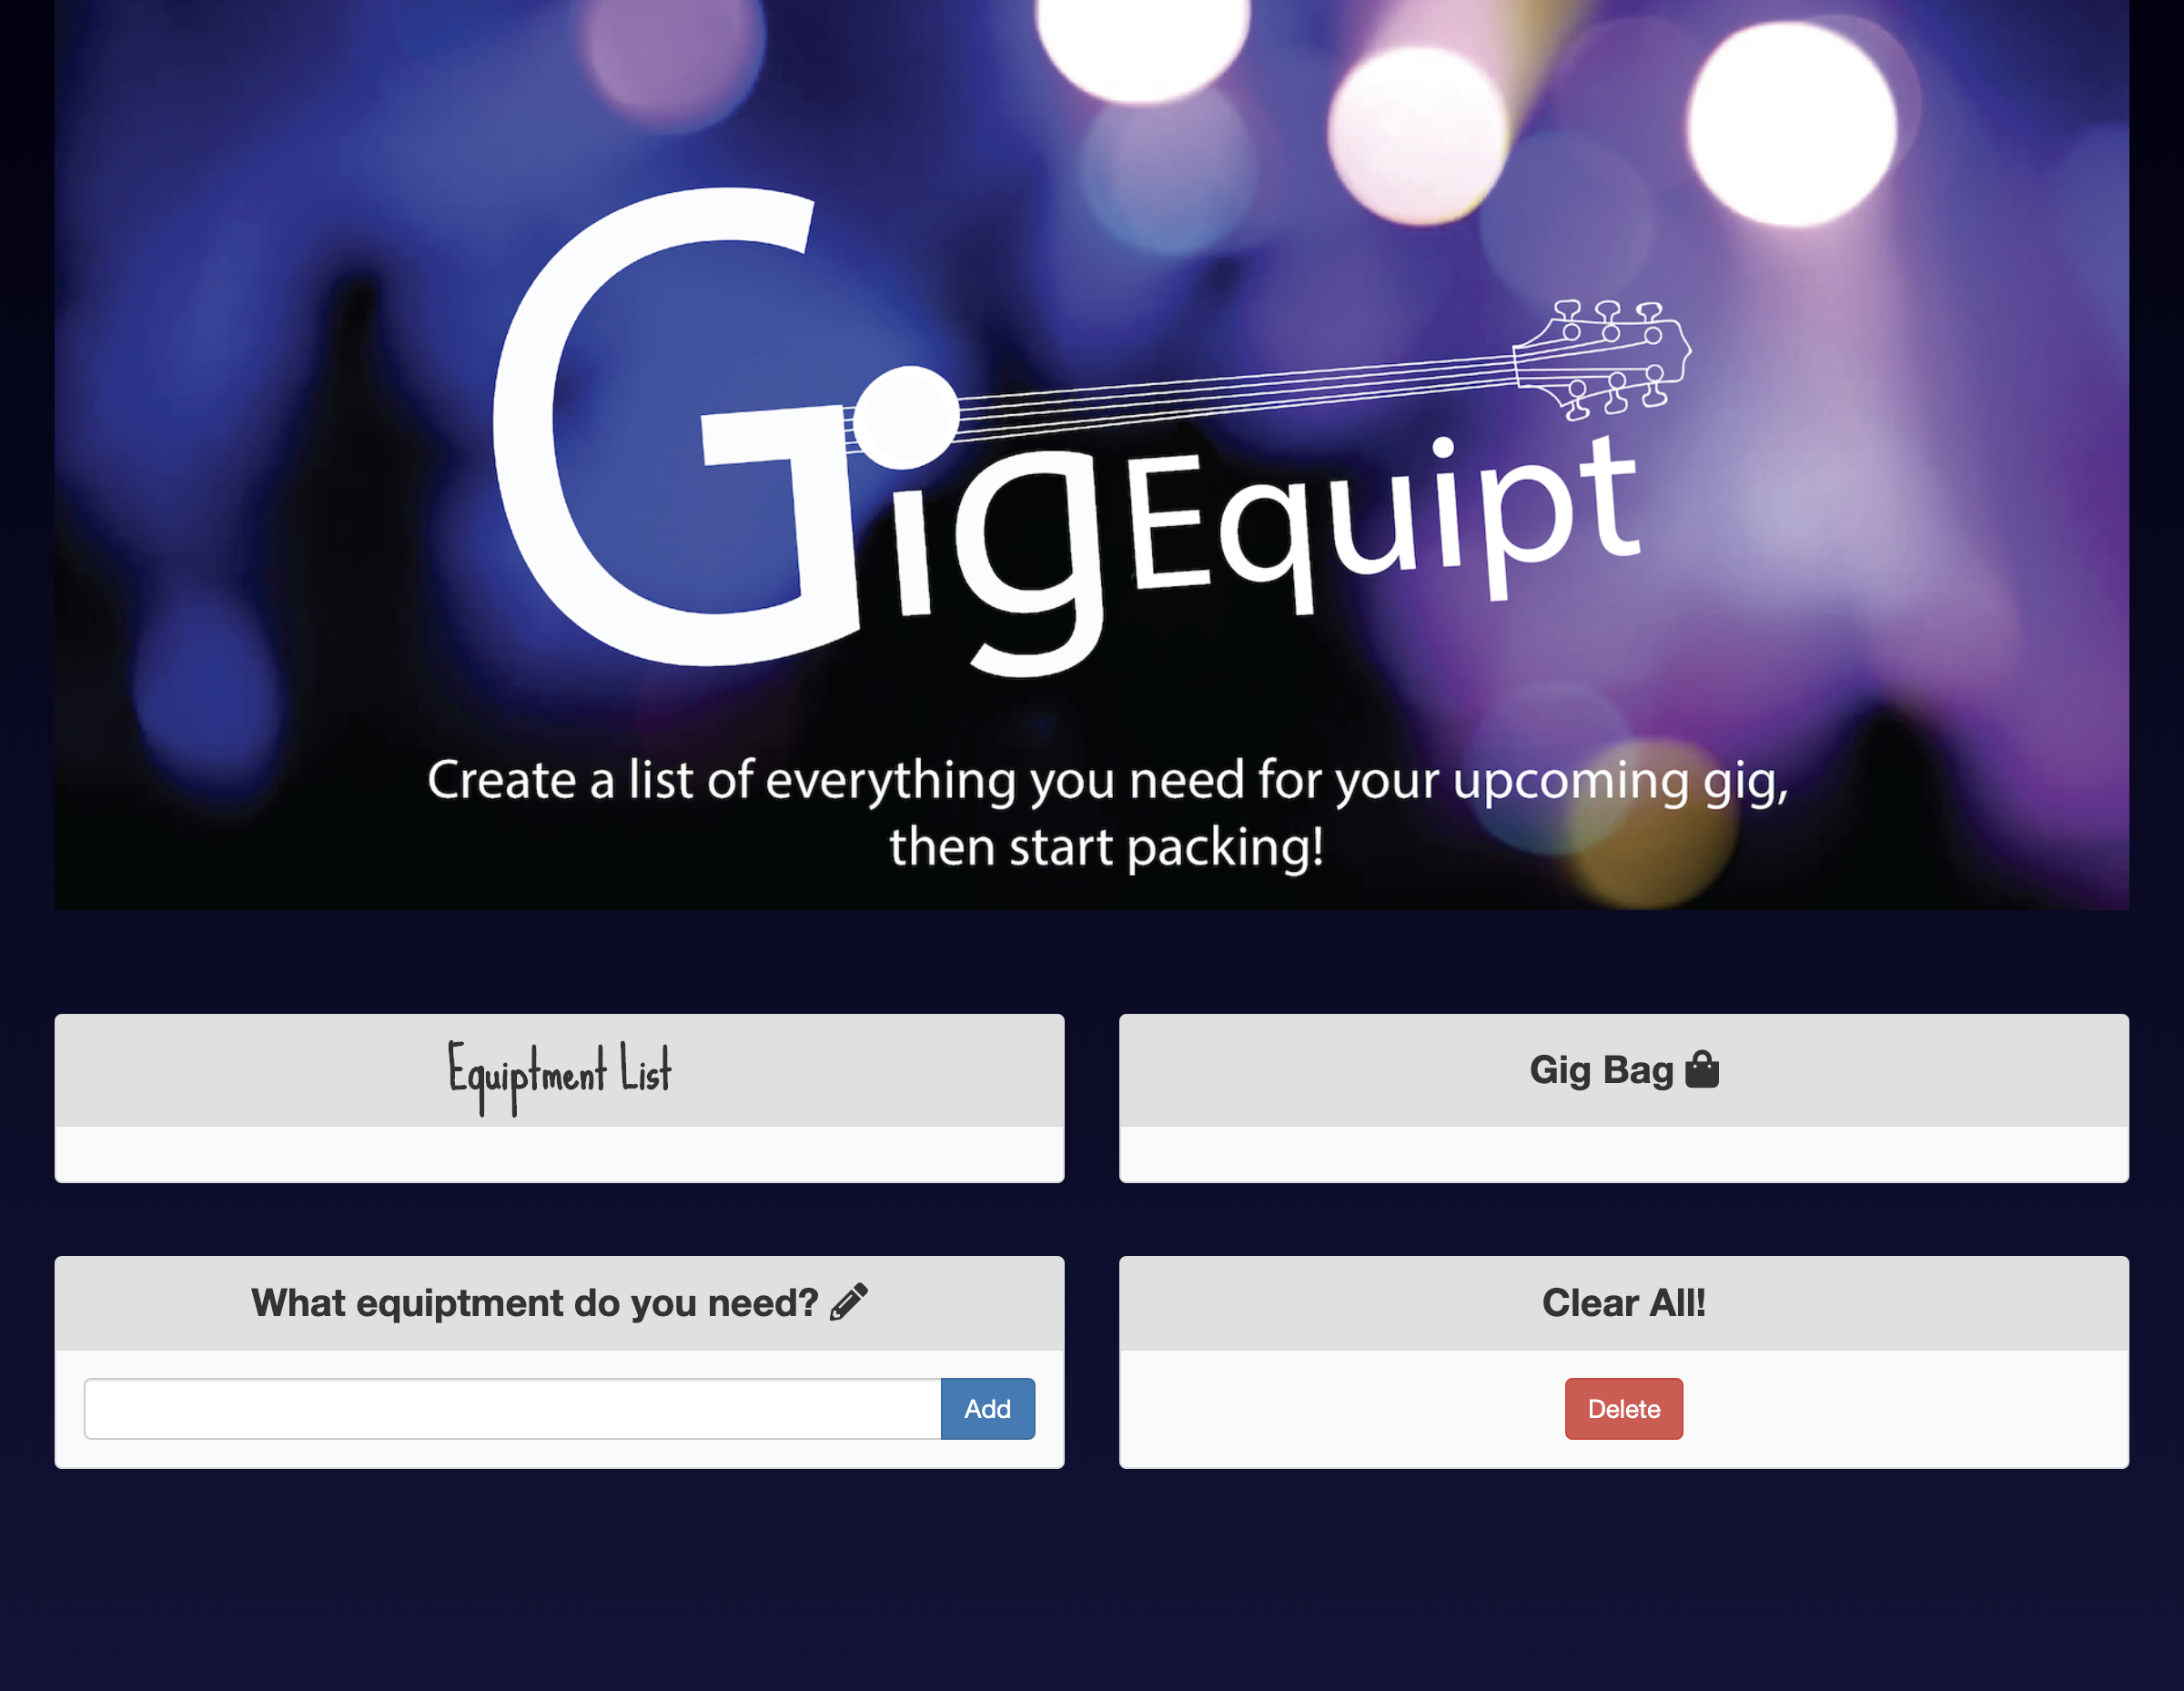 GigEquipt
Create a list of everything you need for your upcoming gig,
then start packing!
Equiptment List
Gig Bag
What equiptment do you need?
Add
Clear All!
Delete